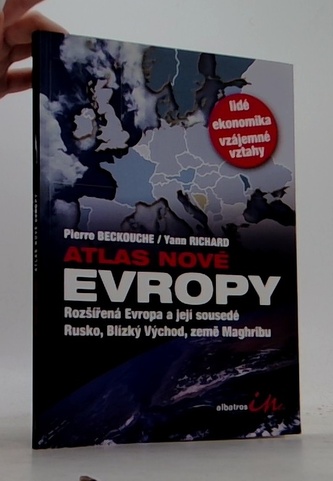 lidé
ekonomika
vzájemné
vztahy
Pierre BECKOUCHE / Yann RICHARD
ATLAS NOVÉ
EVROPY
Rozšířená Evropa a její sousedé
Rusko, Blízký Východ, země Maghribu
albatros in